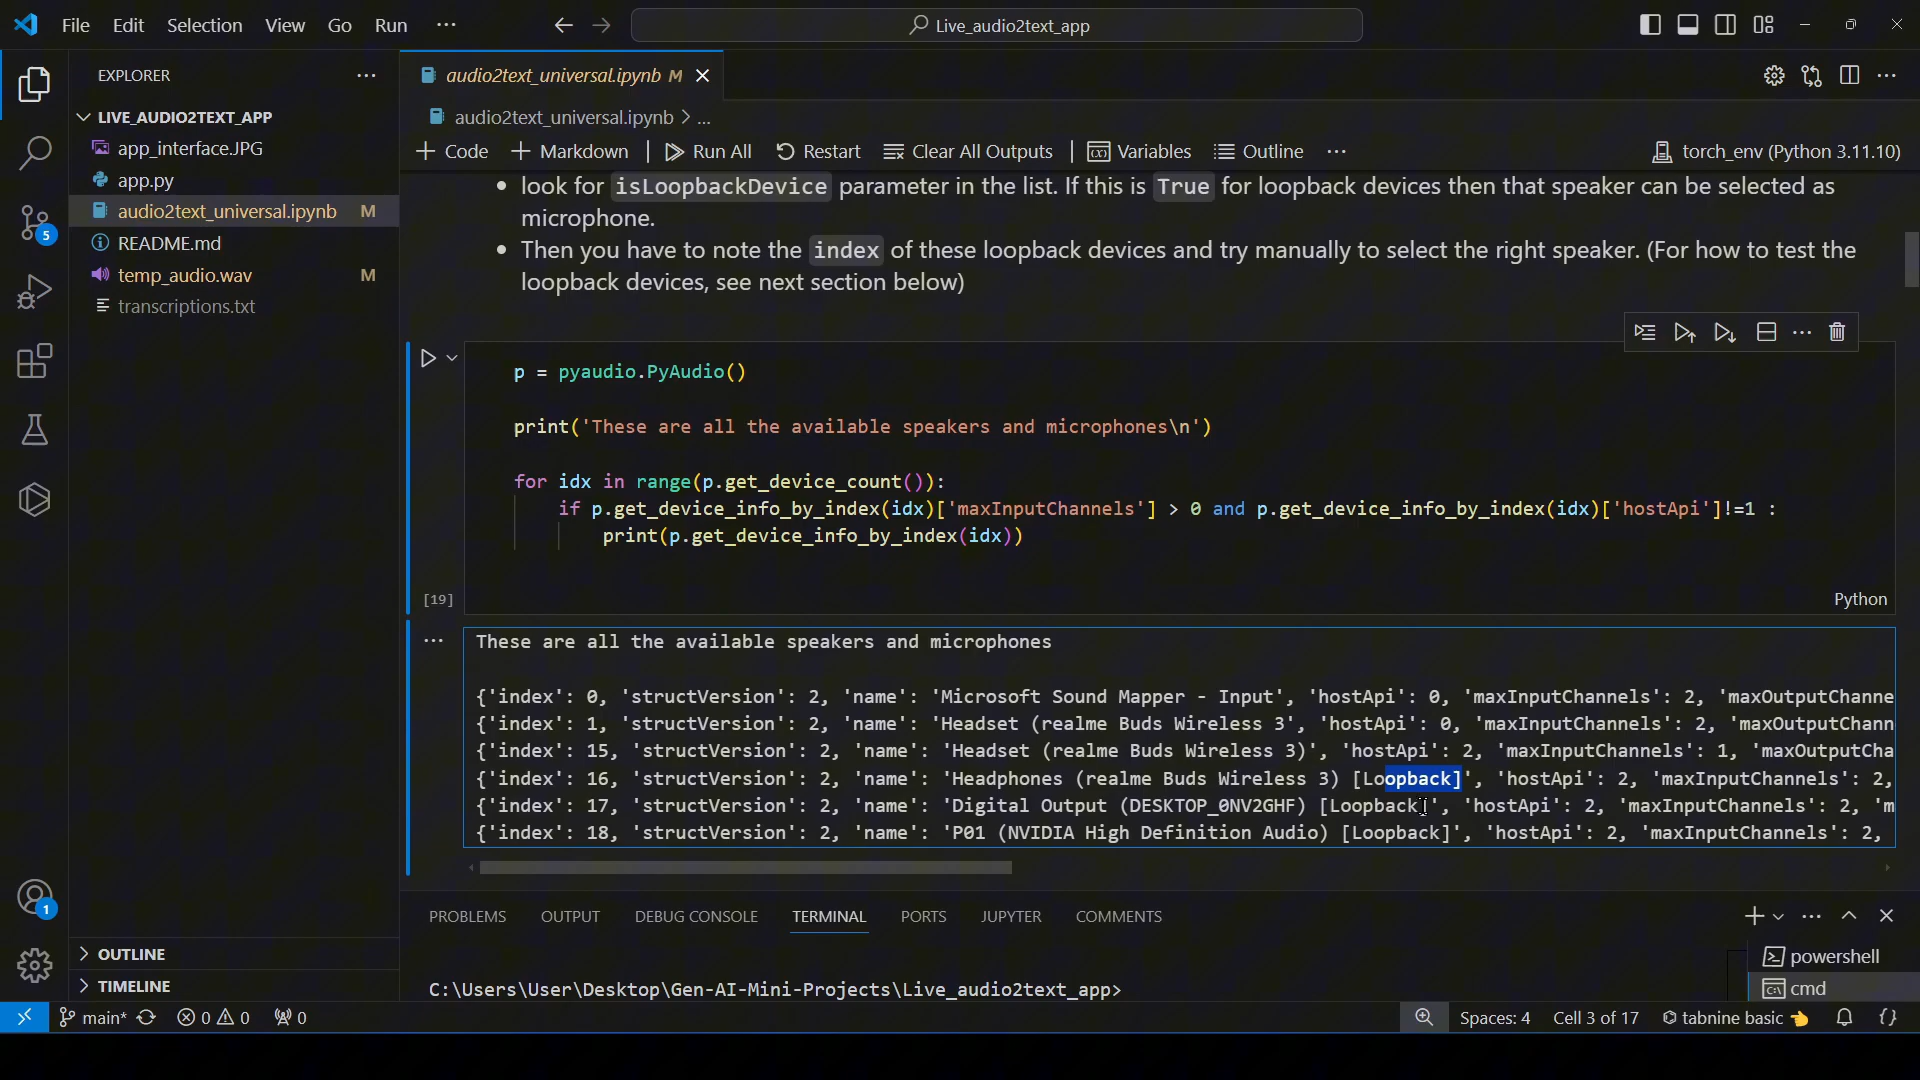 File Edit Selection View Go Run ···
Live_audio2text_app
EXPLORER
LIVE_AUDIO2TEXT_APP
app_interface.JPG
app.py
audio2text_universal.ipynb M
README.md
temp_audio.wav M
transcriptions.txt
5
1
OUTLINE
TIMELINE
audio2text_universal.ipynb M
audio2text_universal.ipynb > ...
+ Code + Markdown Run All Restart Clear All Outputs Variables Outline ···
torch_env (Python 3.11.10)
• look for isLoopbackDevice parameter in the list. If this is True for loopback devices then that speaker can be selected as
microphone.
• Then you have to note the index of these loopback devices and try manually to select the right speaker. (For how to test the
loopback devices, see next section below)
p = pyaudio.PyAudio()
print('These are all the available speakers and microphones\n')
for idx in range(p.get_device_count()):
if p.get_device_info_by_index(idx)['maxInputChannels'] > 0 and p.get_device_info_by_index(idx)['hostApi']!=1 :
print(p.get_device_info_by_index(idx))
[19]
Python
These are all the available speakers and microphones
{'index': 0, 'structVersion': 2, 'name': 'Microsoft Sound Mapper - Input', 'hostApi': 0, 'maxInputChannels': 2, 'maxOutputChanne
{'index': 1, 'structVersion': 2, 'name': 'Headset (realme Buds Wireless 3', 'hostApi': 0, 'maxInputChannels': 2, 'maxOutputChann
{'index': 15, 'structVersion': 2, 'name': 'Headset (realme Buds Wireless 3)', 'hostApi': 2, 'maxInputChannels': 1, 'maxOutputCha
{'index': 16, 'structVersion': 2, 'name': 'Headphones (realme Buds Wireless 3) [Loopback]', 'hostApi': 2, 'maxInputChannels': 2,
{'index': 17, 'structVersion': 2, 'name': 'Digital Output (DESKTOP_0NV2GHF) [Loopback]', 'hostApi': 2, 'maxInputChannels': 2, 'm
{'index': 18, 'structVersion': 2, 'name': 'P01 (NVIDIA High Definition Audio) [Loopback]', 'hostApi': 2, 'maxInputChannels': 2,
PROBLEMS OUTPUT DEBUG CONSOLE TERMINAL PORTS JUPYTER COMMENTS
powershell
cmd
C:\Users\User\Desktop\Gen-AI-Mini-Projects\Live_audio2text_app>
main* 0 0 0
Spaces: 4 Cell 3 of 17 tabnine basic 👈 {}